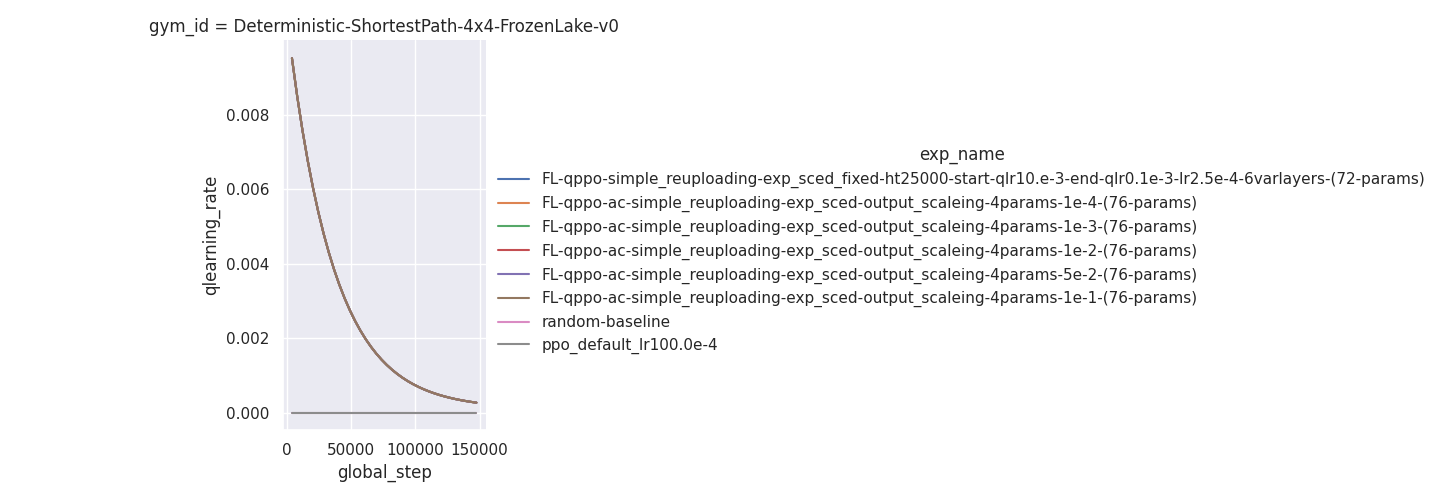 gym_id = Deterministic-ShortestPath-4x4-FrozenLake-v0
0.008
0.006
0.004
0.002
0.000
qlearning_rate
0 50000 100000 150000
global_step
exp_name
FL-qppo-simple_reuploading-exp_sced_fixed-ht25000-start-qlr10.e-3-end-qlr0.1e-3-lr2.5e-4-6varlayers-(72-params)
FL-qppo-ac-simple_reuploading-exp_sced-output_scaleing-4params-1e-4-(76-params)
FL-qppo-ac-simple_reuploading-exp_sced-output_scaleing-4params-1e-3-(76-params)
FL-qppo-ac-simple_reuploading-exp_sced-output_scaleing-4params-1e-2-(76-params)
FL-qppo-ac-simple_reuploading-exp_sced-output_scaleing-4params-5e-2-(76-params)
FL-qppo-ac-simple_reuploading-exp_sced-output_scaleing-4params-1e-1-(76-params)
random-baseline
ppo_default_lr100.0e-4